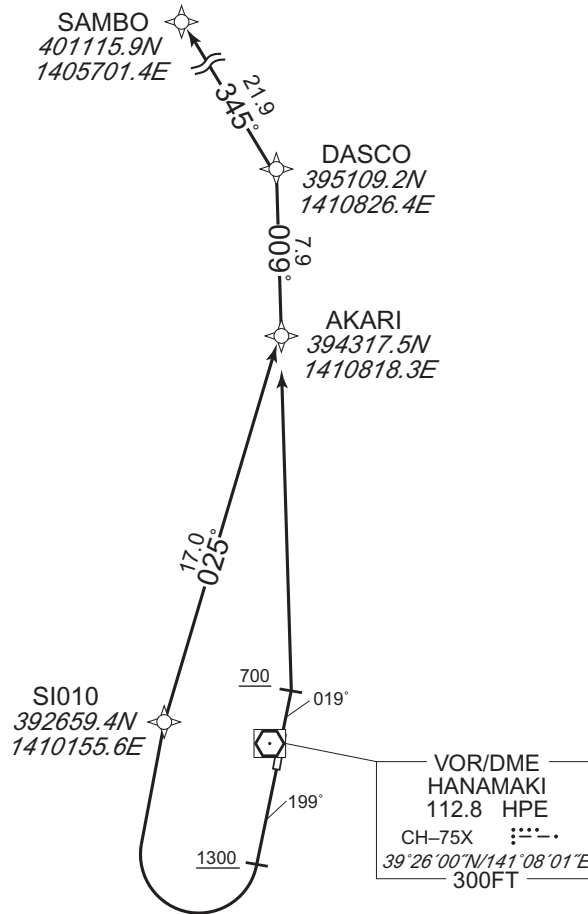 SAMBO
401115.9N
1405701.4E
21.9
345°
DASCO
395109.2N
1410826.4E
7.9
009°
AKARI
394317.5N
1410818.3E
17.0
025°
SI010
392659.4N
1410155.6E
700
019°
199°
1300
VOR/DME
HANAMAKI
112.8 HPE
CH–75X
39°26´00˝N/141°08´01˝E
300FT